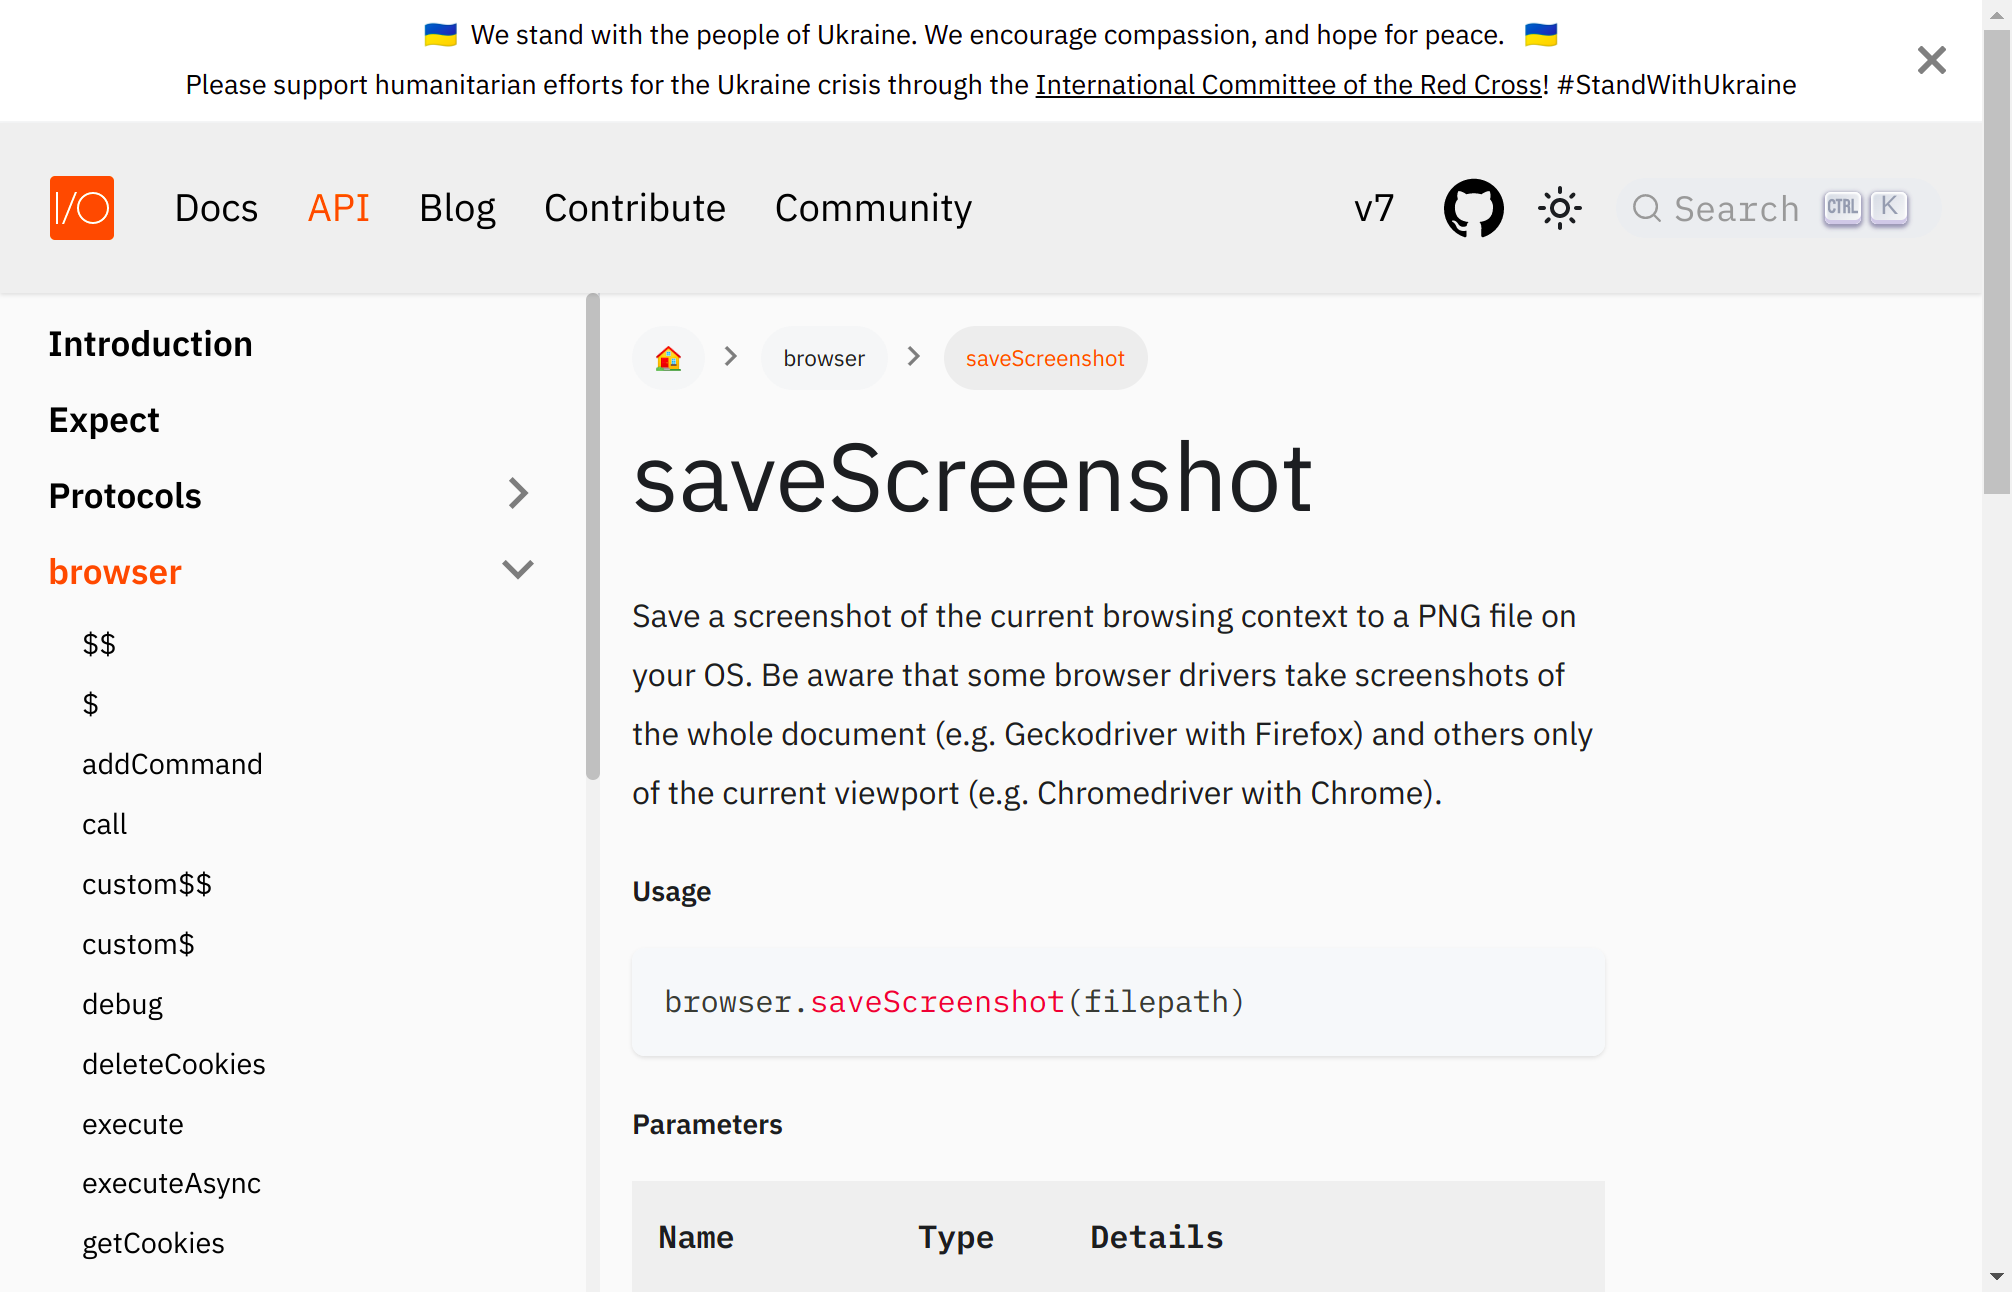 We stand with the people of Ukraine. We encourage compassion, and hope for peace.
Please support humanitarian efforts for the Ukraine crisis through the International Committee of the Red Cross! #StandWithUkraine
I/O Docs API Blog Contribute Community v7 Search CTRL K
Introduction
Expect
Protocols
browser
$$
$
addCommand
call
custom$$
custom$
debug
deleteCookies
execute
executeAsync
getCookies
browser saveScreenshot
saveScreenshot
Save a screenshot of the current browsing context to a PNG file on
your OS. Be aware that some browser drivers take screenshots of
the whole document (e.g. Geckodriver with Firefox) and others only
of the current viewport (e.g. Chromedriver with Chrome).
Usage
browser.saveScreenshot(filepath)
Parameters
Name Type Details